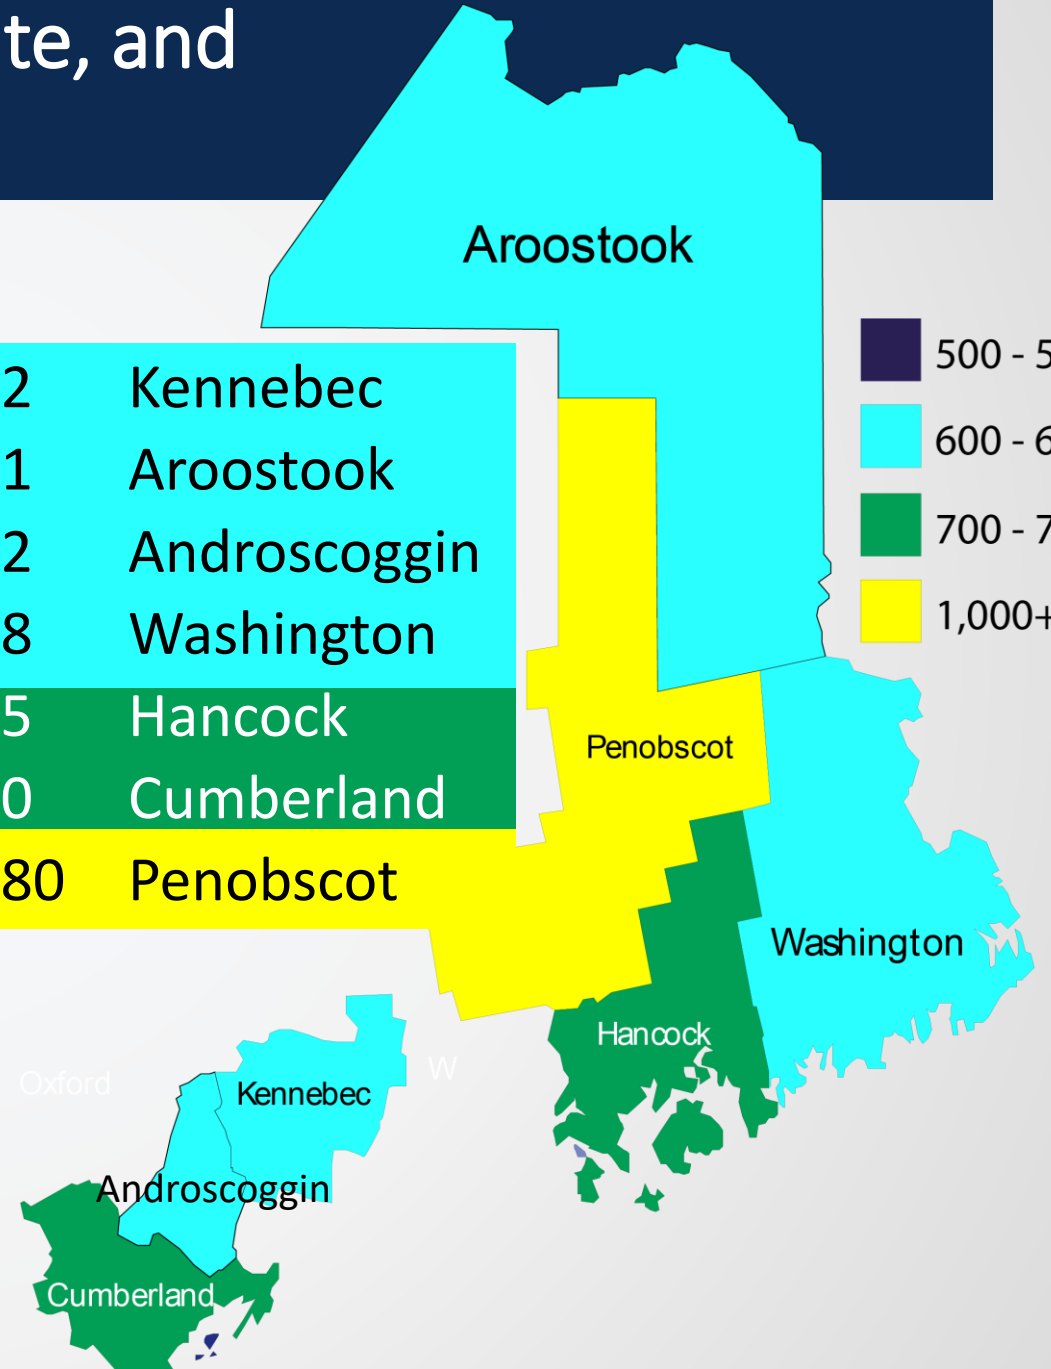 te, and
Aroostook
500 - 5
600 - 6
700 - 7
1,000+
2 Kennebec
1 Aroostook
2 Androscoggin
8 Washington
5 Hancock
0 Cumberland
80 Penobscot
Penobscot
Washington
Hancock
W
Oxford
Kennebec
Androscoggin
Cumberland